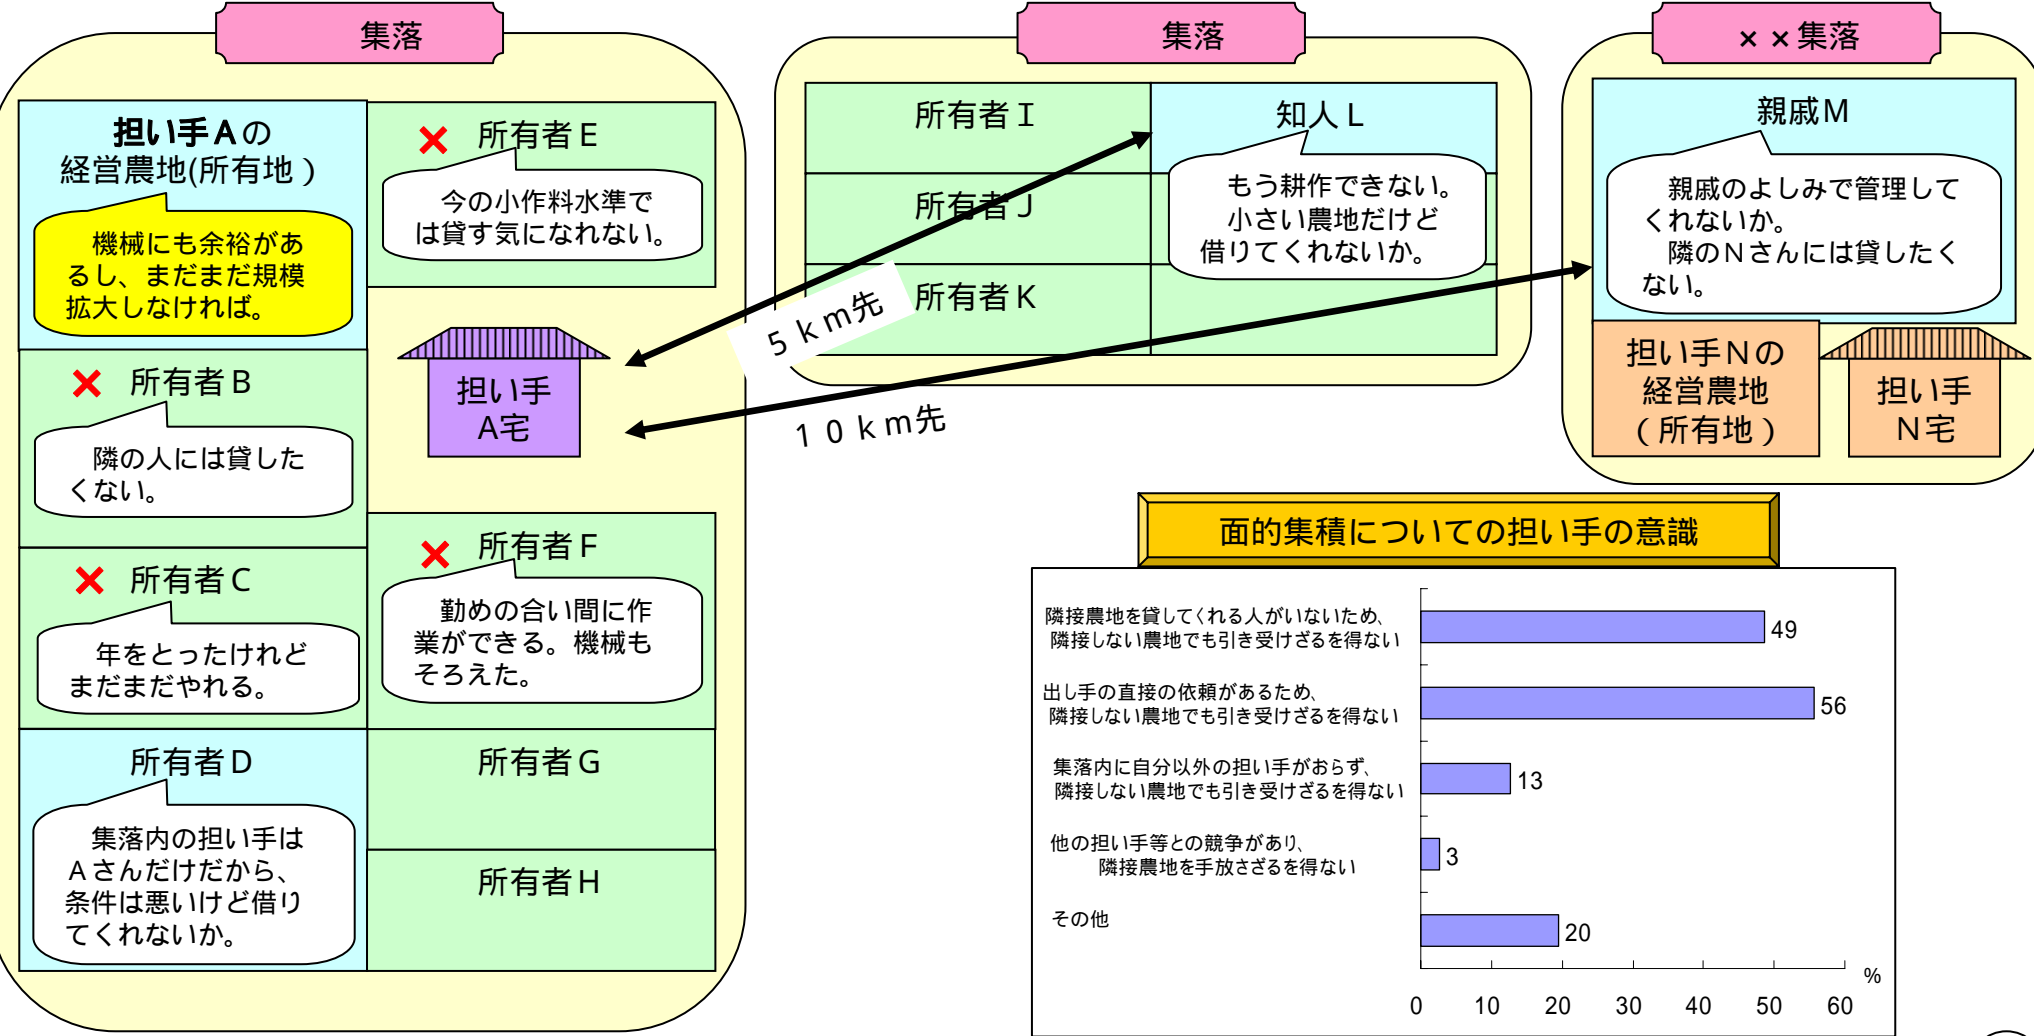 集落
担い手Aの
経営農地(所有地)
機械にも余裕があ
るし、まだまだ規模
拡大しなければ。
× 所有者E
今の小作料水準で
は貸す気になれない。
× 所有者B
隣の人には貸した
くない。
担い手
A宅
× 所有者C
年をとったけれど
まだまだやれる。
× 所有者F
勤めの合い間に作
業ができる。機械も
そろえた。
所有者D
集落内の担い手は
Aさんだけだから、
条件は悪いけど借り
てくれないか。
所有者G
所有者H
集落
所有者I
所有者J
所有者K
知人L
もう耕作できない。
小さい農地だけど
借りてくれないか。
5km先
10km先
××集落
親戚M
親戚のよしみで管理して
くれないか。
隣のNさんには貸したく
ない。
担い手Nの
経営農地
(所有地)
担い手
N宅
面的集積についての担い手の意識
隣接農地を貸してくれる人がいないため、
隣接しない農地でも引き受けざるを得ない
49
出し手の直接の依頼があるため、
隣接しない農地でも引き受けざるを得ない
56
集落内に自分以外の担い手がおらず、
隣接しない農地でも引き受けざるを得ない
13
他の担い手等との競争があり、
隣接農地を手放さざるを得ない
3
その他
20
%
0 10 20 30 40 50 60